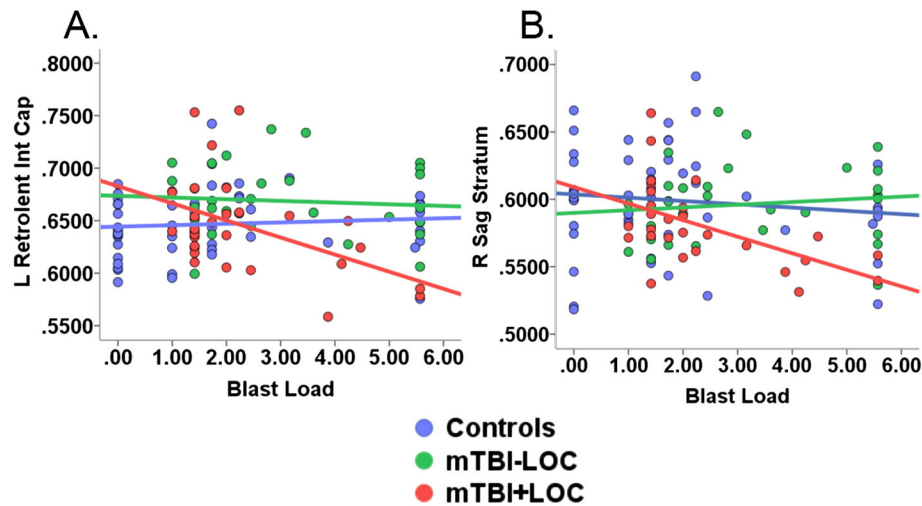 A.
B.
L Retrolent Int Cap
.8000
.7500
.7000
.6500
.6000
.5500
.00 1.00 2.00 3.00 4.00 5.00 6.00
Blast Load
R Sag Stratum
.7000
.6500
.6000
.5500
.5000
.00 1.00 2.00 3.00 4.00 5.00 6.00
Blast Load
Controls
mTBI-LOC
mTBI+LOC